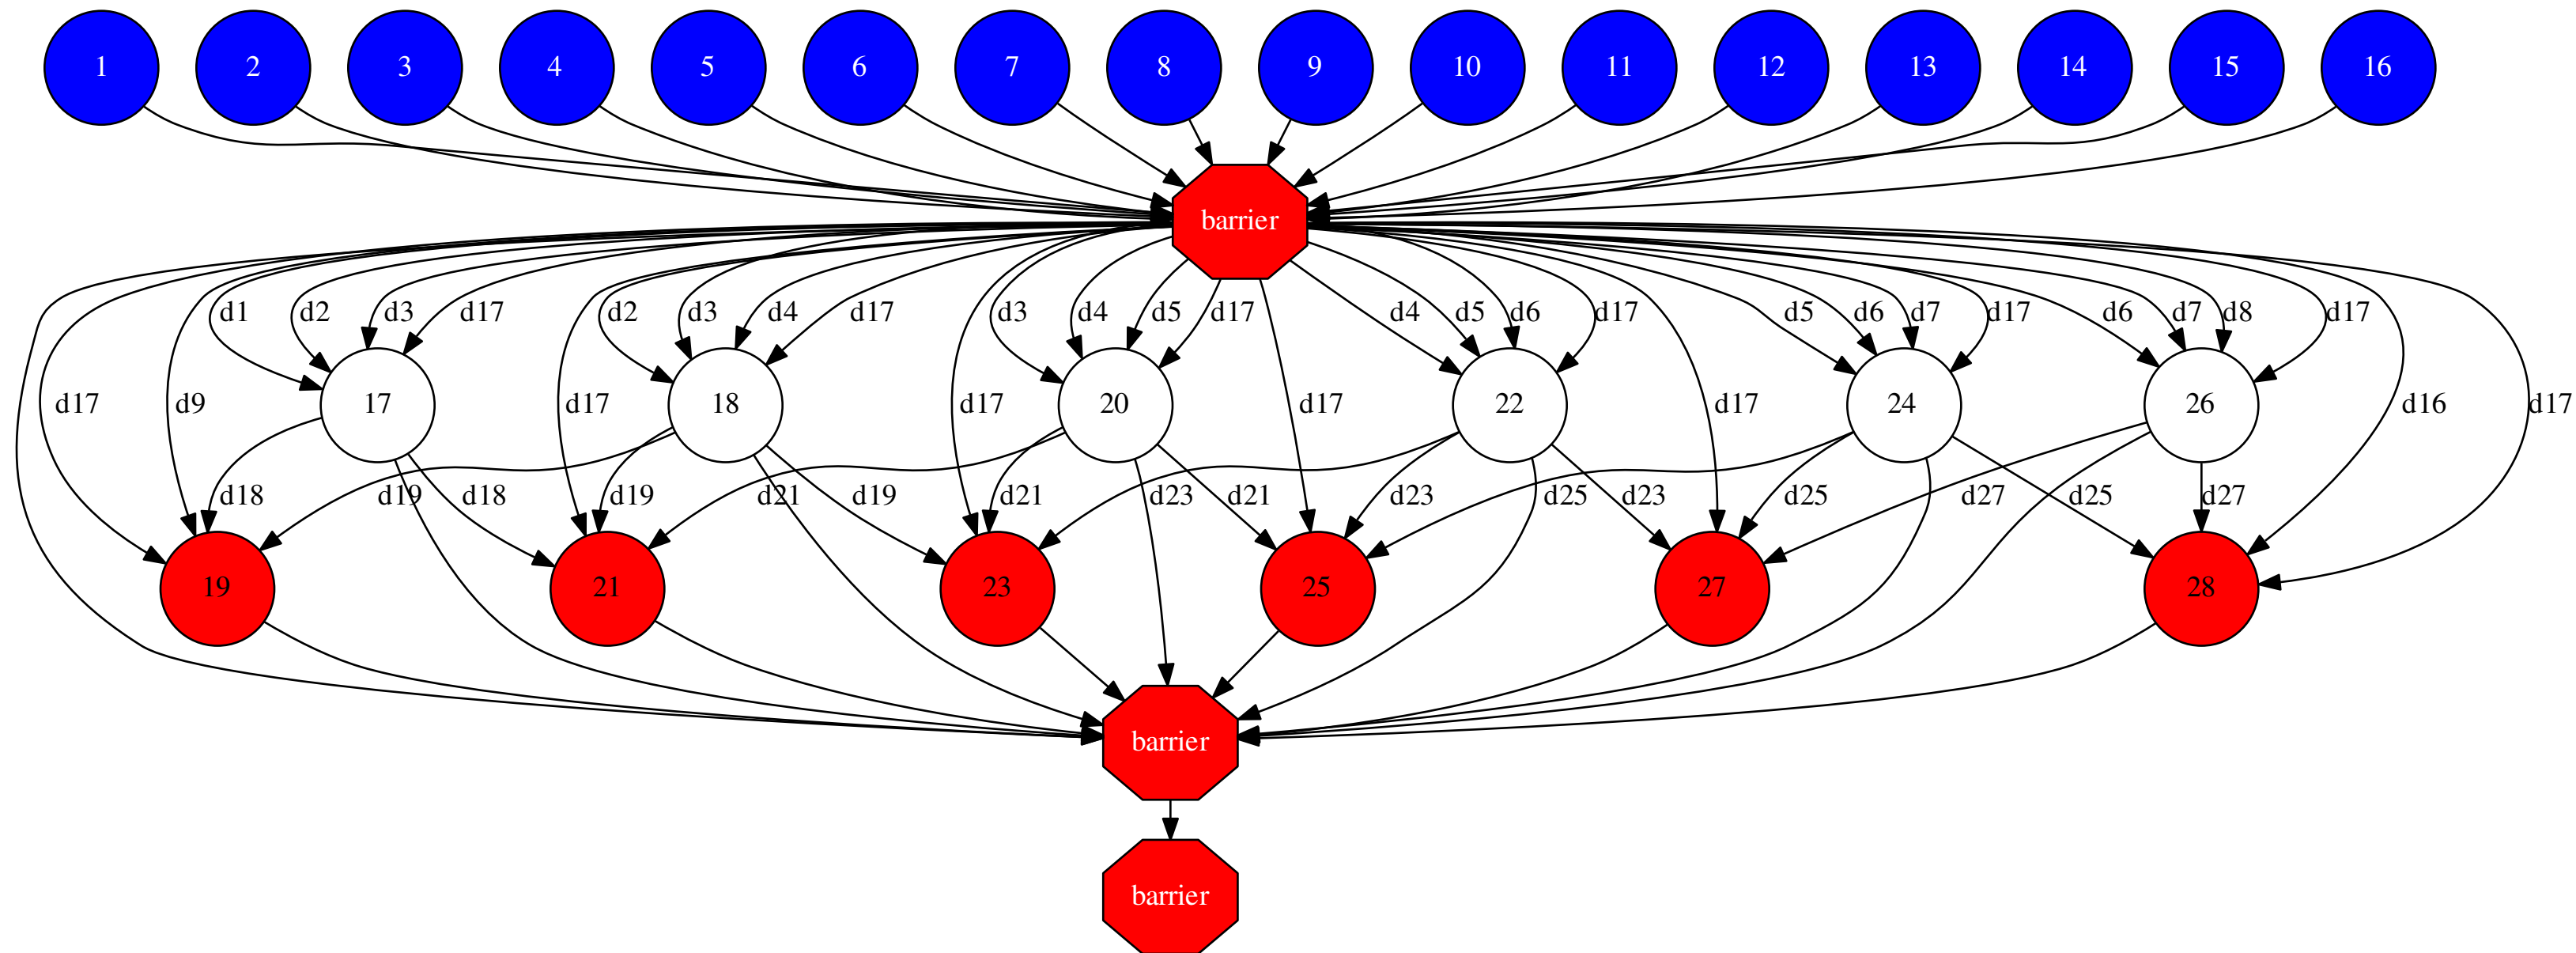 1 2 3 4 5 6 7 8 9 10 11 12 13 14 15 16
barrier
d1 d2 d3 d17 d2 d3 d4 d17 d3 d4 d5 d17 d4 d5 d6 d17 d5 d6 d7 d17 d6 d7 d8 d17
d17 d9 17 d17 18 d17 20 d17 22 d17 24 26 d16 d17
d18 d19 d18 d19 d21 d19 d21 d23 d21 d23 d25 d23 d25 d27 d25 d27
19 21 23 25 27 28
barrier
barrier